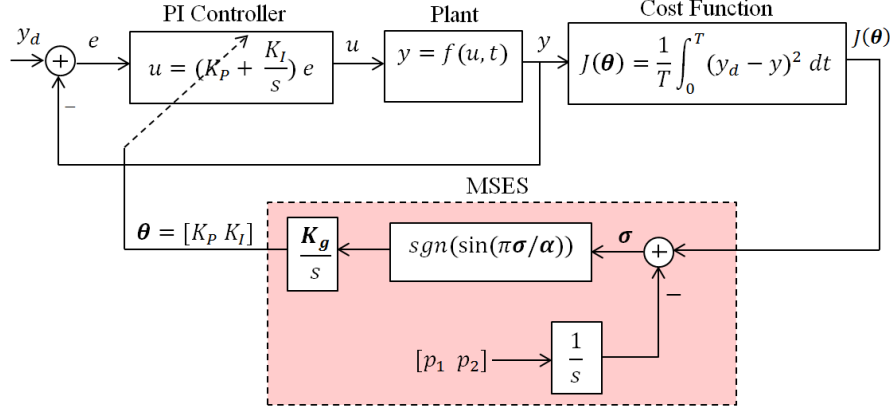 PI Controller
Plant
Cost Function
y_d
+
−
e
u = (K_P + K_I/s) e
u
y = f(u, t)
y
J(θ) = 1/T ∫_0^T (y_d − y)² dt
J(θ)
MSES
θ = [K_P K_I]
K_g/s
sgn(sin(πσ/α))
σ
+
−
[p_1 p_2]
1/s